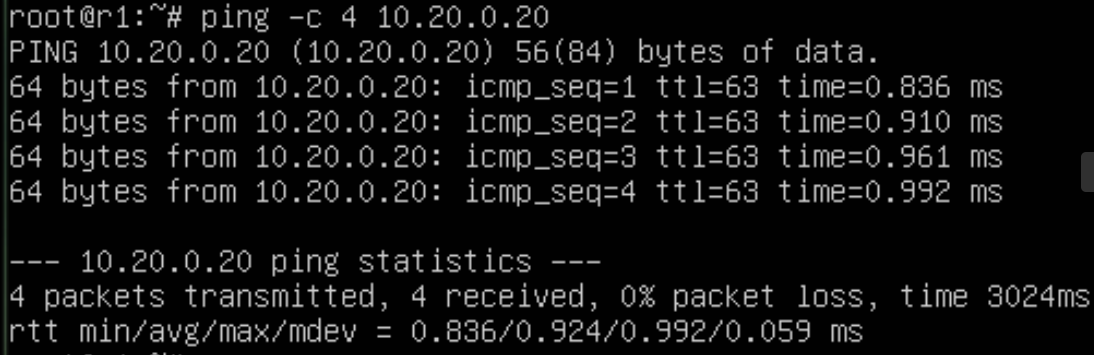 root@r1:~# ping -c 4 10.20.0.20
PING 10.20.0.20 (10.20.0.20) 56(84) bytes of data.
64 bytes from 10.20.0.20: icmp_seq=1 ttl=63 time=0.836 ms
64 bytes from 10.20.0.20: icmp_seq=2 ttl=63 time=0.910 ms
64 bytes from 10.20.0.20: icmp_seq=3 ttl=63 time=0.961 ms
64 bytes from 10.20.0.20: icmp_seq=4 ttl=63 time=0.992 ms
--- 10.20.0.20 ping statistics ---
4 packets transmitted, 4 received, 0% packet loss, time 3024ms
rtt min/avg/max/mdev = 0.836/0.924/0.992/0.059 ms